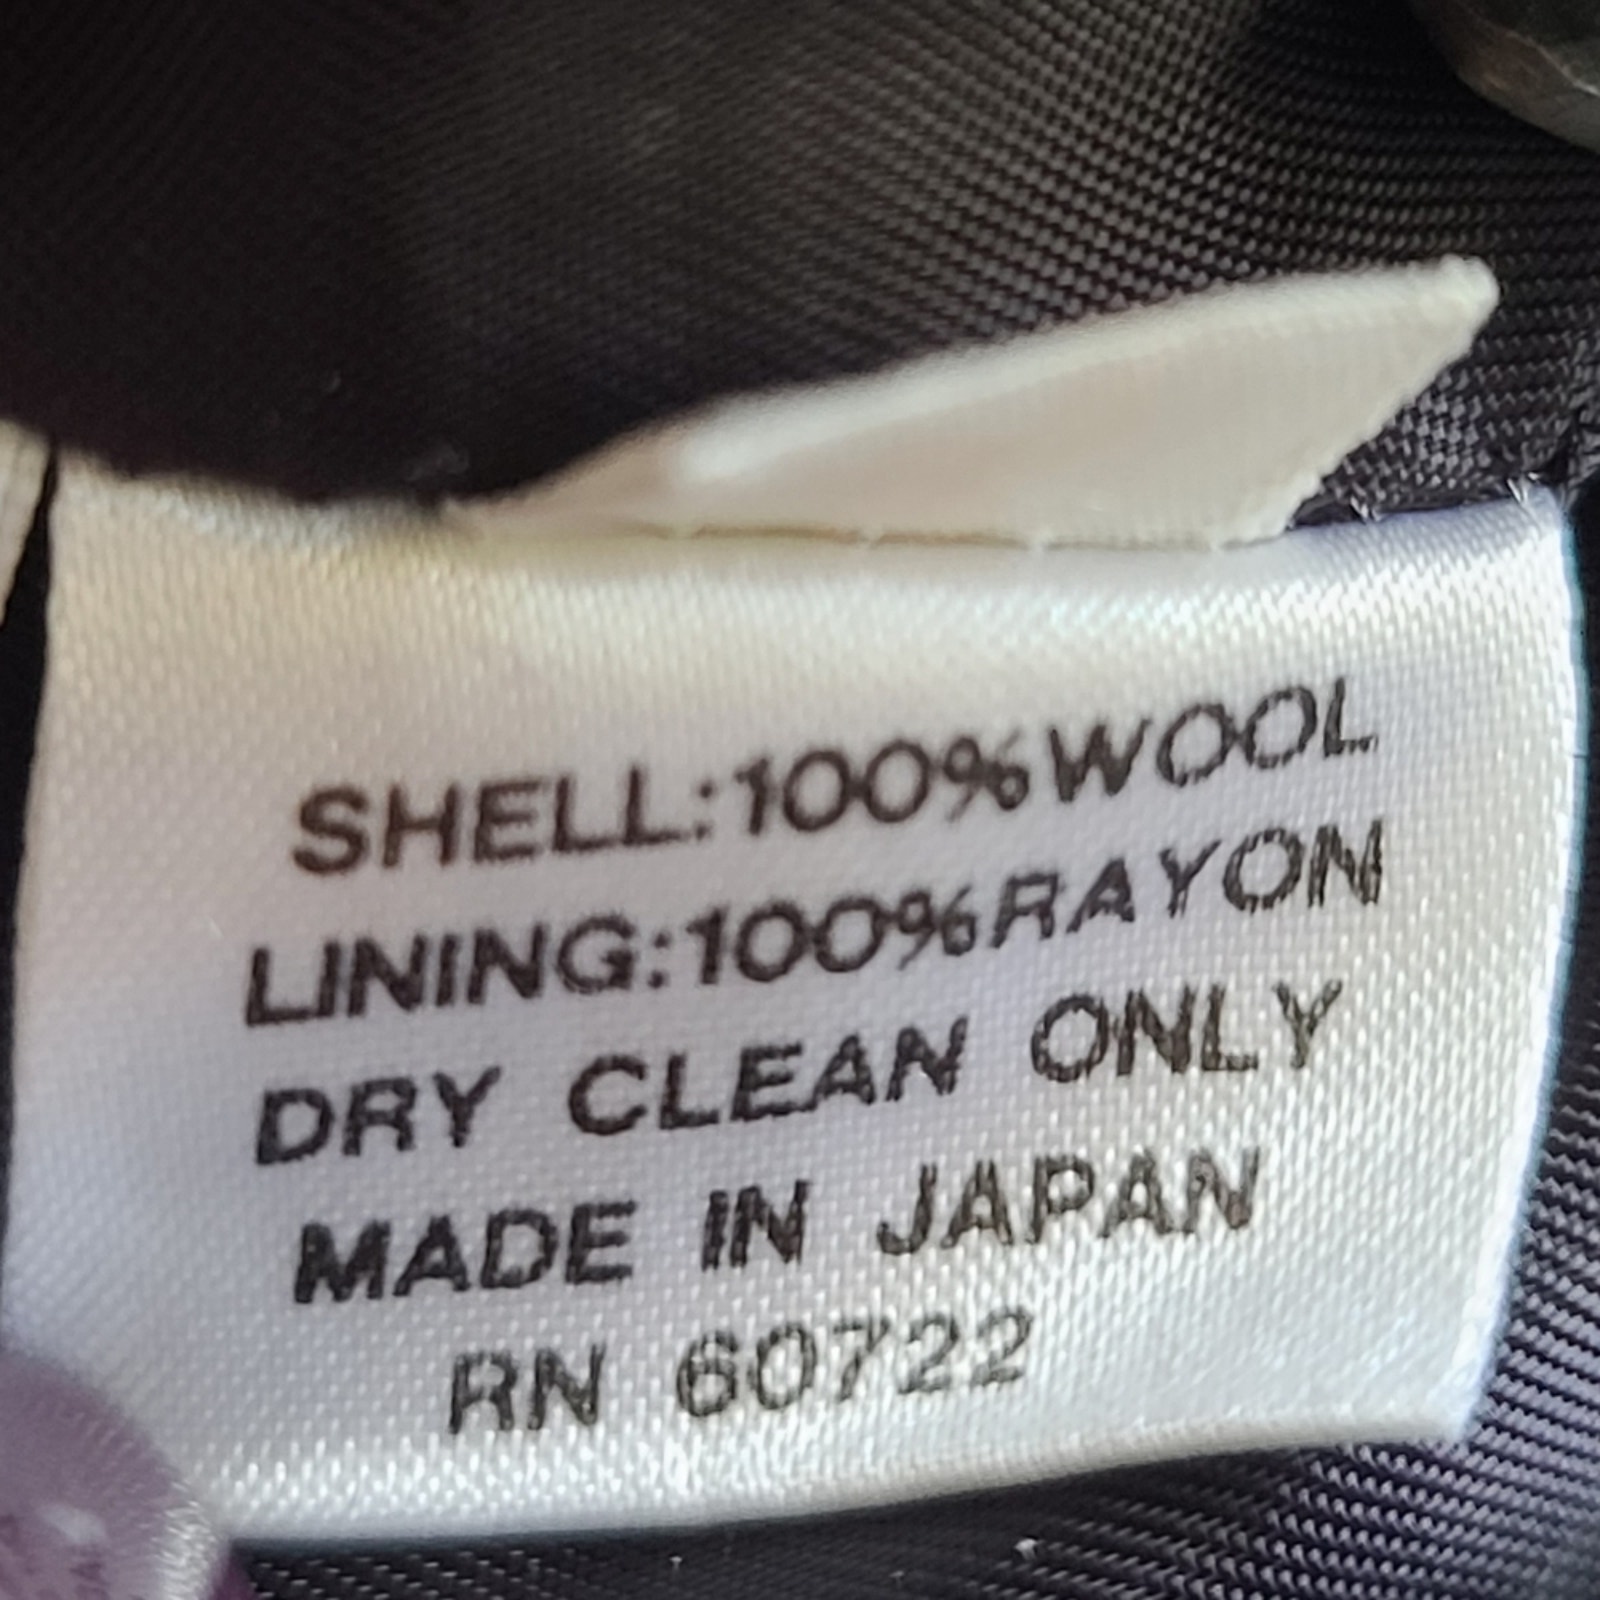 SHELL:100%WOOL
LINING:100%RAYON
DRY CLEAN ONLY
MADE IN JAPAN
RN 60722